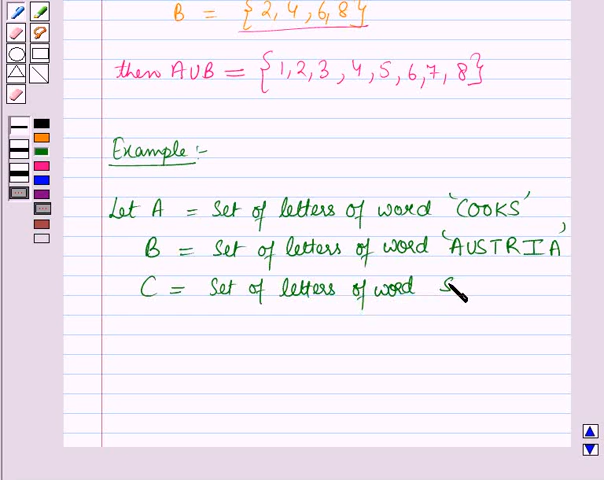 B = {2,4,6,8}
then AUB = {1,2,3,4,5,6,7,8}
Example:-
Let A = Set of letters of word 'COOKS'
B = Set of letters of word 'AUSTRIA'
C = Set of letters of word S